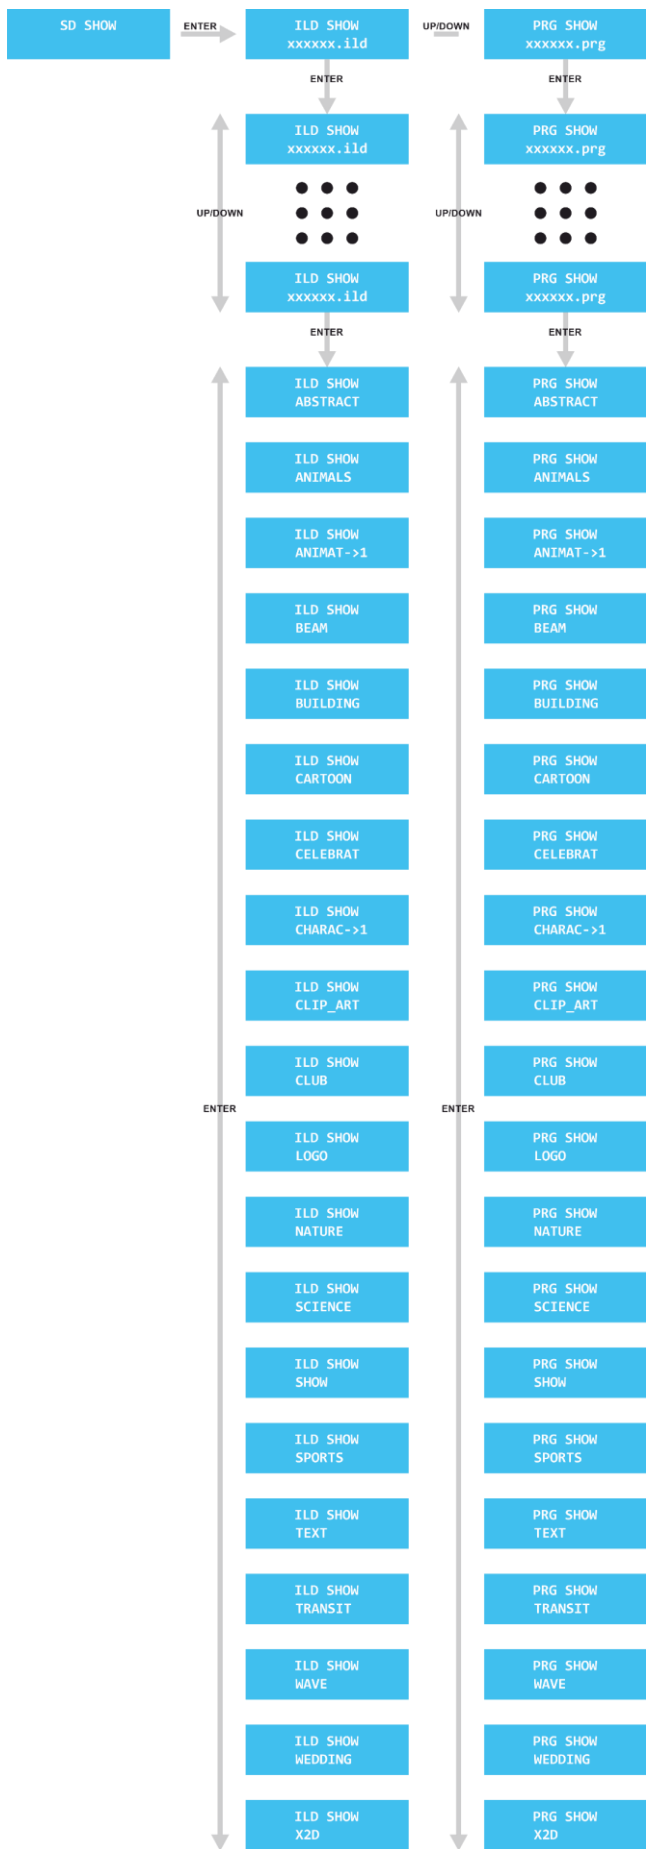 SD SHOW
ENTER
ILD SHOW
xxxxxx.ild
UP/DOWN
PRG SHOW
xxxxxx.prg
ENTER
ENTER
ILD SHOW
xxxxxx.ild
PRG SHOW
xxxxxx.prg
UP/DOWN
UP/DOWN
ILD SHOW
xxxxxx.ild
PRG SHOW
xxxxxx.prg
ENTER
ENTER
ILD SHOW
ABSTRACT
PRG SHOW
ABSTRACT
ILD SHOW
ANIMALS
PRG SHOW
ANIMALS
ILD SHOW
ANIMAT->1
PRG SHOW
ANIMAT->1
ILD SHOW
BEAM
PRG SHOW
BEAM
ILD SHOW
BUILDING
PRG SHOW
BUILDING
ILD SHOW
CARTOON
PRG SHOW
CARTOON
ILD SHOW
CELEBRAT
PRG SHOW
CELEBRAT
ILD SHOW
CHARAC->1
PRG SHOW
CHARAC->1
ILD SHOW
CLIP_ART
PRG SHOW
CLIP_ART
ILD SHOW
CLUB
PRG SHOW
CLUB
ENTER
ENTER
ILD SHOW
LOGO
PRG SHOW
LOGO
ILD SHOW
NATURE
PRG SHOW
NATURE
ILD SHOW
SCIENCE
PRG SHOW
SCIENCE
ILD SHOW
SHOW
PRG SHOW
SHOW
ILD SHOW
SPORTS
PRG SHOW
SPORTS
ILD SHOW
TEXT
PRG SHOW
TEXT
ILD SHOW
TRANSIT
PRG SHOW
TRANSIT
ILD SHOW
WAVE
PRG SHOW
WAVE
ILD SHOW
WEDDING
PRG SHOW
WEDDING
ILD SHOW
X2D
PRG SHOW
X2D